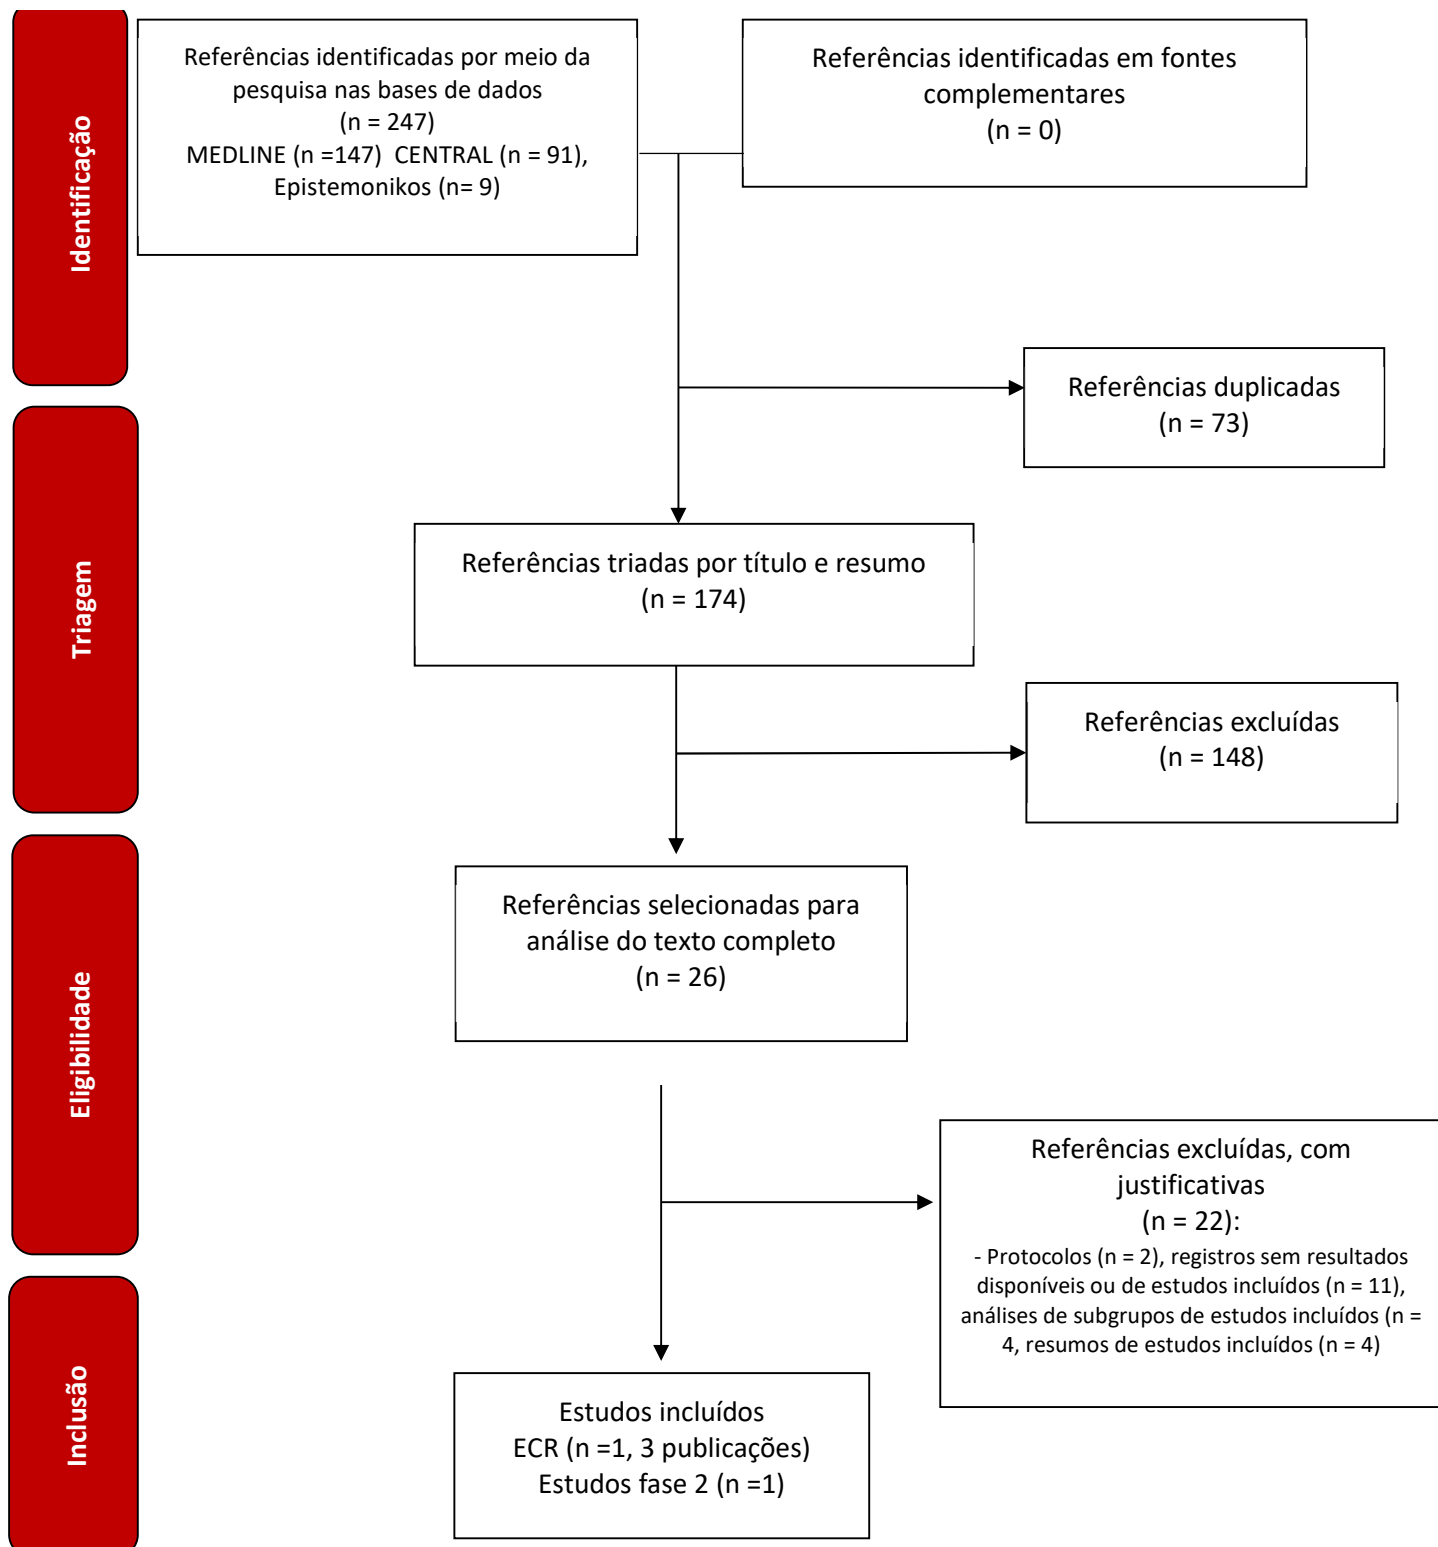 Identificação
Referências identificadas por meio da
pesquisa nas bases de dados
(n = 247)
MEDLINE (n =147)  CENTRAL (n = 91),
Epistemonikos (n= 9)
Referências identificadas em fontes
complementares
(n = 0)
Referências duplicadas
(n = 73)
Triagem
Referências triadas por título e resumo
(n = 174)
Referências excluídas
(n = 148)
Eligibilidade
Referências selecionadas para
análise do texto completo
(n = 26)
Referências excluídas, com
justificativas
(n = 22):
- Protocolos (n = 2), registros sem resultados
disponíveis ou de estudos incluídos (n = 11),
análises de subgrupos de estudos incluídos (n =
4, resumos de estudos incluídos (n = 4)
Inclusão
Estudos incluídos
ECR (n =1, 3 publicações)
Estudos fase 2 (n =1)